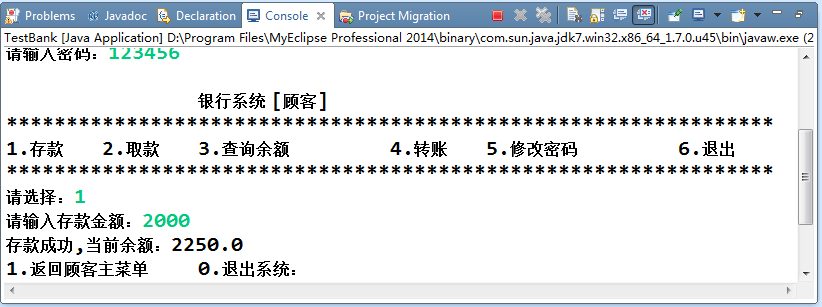 Problems @ Javadoc Declaration Console Project Migration
TestBank [Java Application] D:\Program Files\MyEclipse Professional 2014\binary\com.sun.java.jdk7.win32.x86_64_1.7.0.u45\bin\javaw.exe (2
请输入密码：123456
银行系统[顾客]
****************************************************************
1.存款 2.取款 3.查询余额 4.转账 5.修改密码 6.退出
****************************************************************
请选择：1
请输入存款金额：2000
存款成功,当前余额：2250.0
1.返回顾客主菜单 0.退出系统：